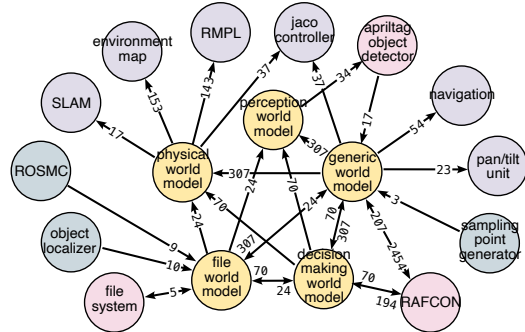 RMPL
jaco
controller
environment
map
apriltag
object
detector
143
37
34
153
SLAM
perception
world
model
37
17
navigation
17
307
54
physical
world
model
307
generic
world
model
23
pan/tilt
unit
ROSMC
24
70
70
24
3
24
70
307
207
2454
sampling
point
generator
object
localizer
9
10
307
file
world
model
70
24
decision
making
world model
70
194
RAFCON
file
system
5